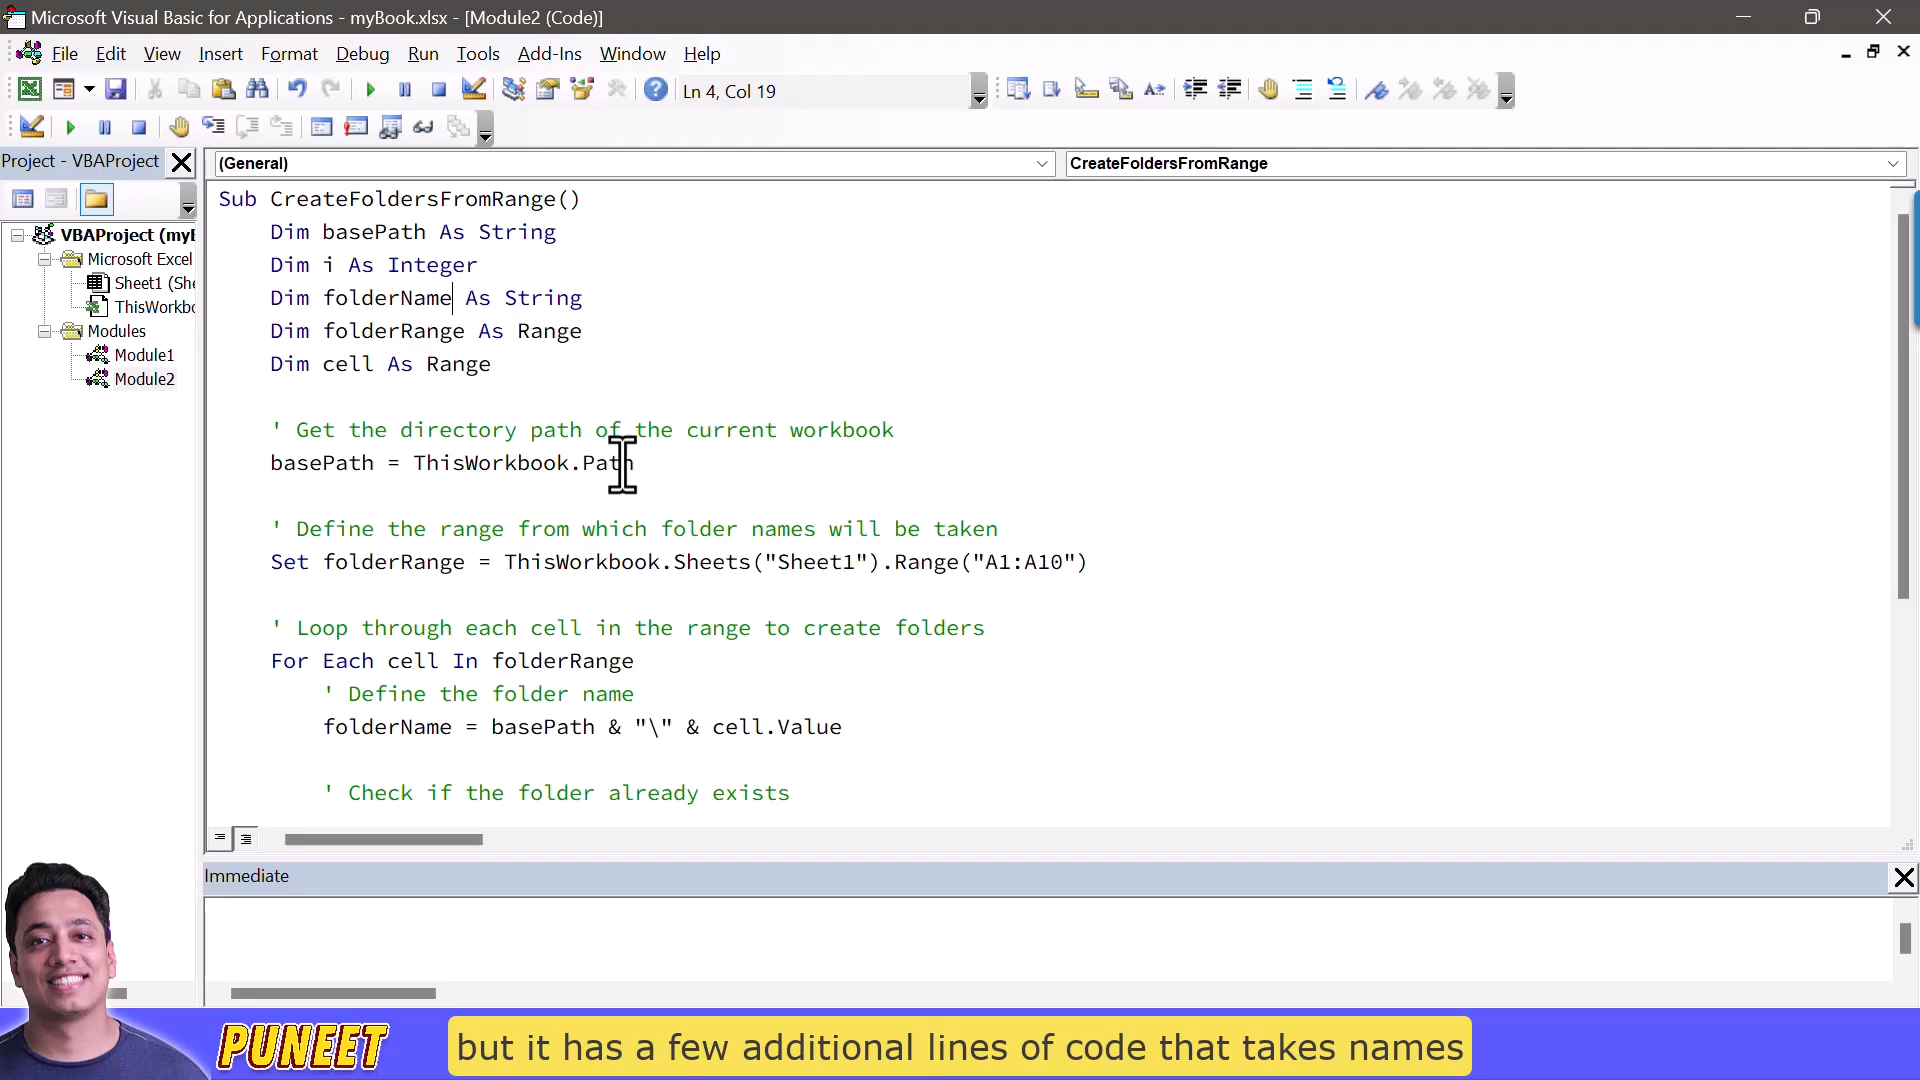 Microsoft Visual Basic for Applications - myBook.xlsx - [Module2 (Code)]
File Edit View Insert Format Debug Run Tools Add-Ins Window Help
Ln 4, Col 19
Project - VBAProject
(General)
CreateFoldersFromRange
VBAProject (myB
Microsoft Excel
Sheet1 (She
ThisWorkbo
Modules
Module1
Module2
Sub CreateFoldersFromRange()
Dim basePath As String
Dim i As Integer
Dim folderName As String
Dim folderRange As Range
Dim cell As Range
' Get the directory path of the current workbook
basePath = ThisWorkbook.Path
' Define the range from which folder names will be taken
Set folderRange = ThisWorkbook.Sheets("Sheet1").Range("A1:A10")
' Loop through each cell in the range to create folders
For Each cell In folderRange
' Define the folder name
folderName = basePath & "\" & cell.Value
' Check if the folder already exists
Immediate
PUNEET
but it has a few additional lines of code that takes names